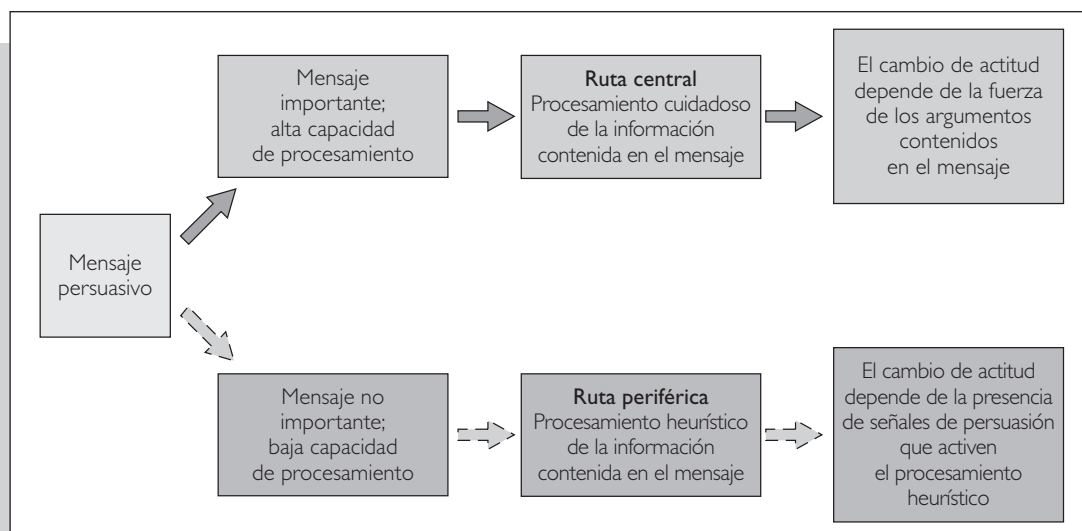 Mensaje
persuasivo
Mensaje
importante;
alta capacidad
de procesamiento
Ruta central
Procesamiento cuidadoso
de la información
contenida en el mensaje
El cambio de actitud
depende de la fuerza
de los argumentos
contenidos
en el mensaje
Mensaje no
importante;
baja capacidad
de procesamiento
Ruta periférica
Procesamiento heurístico
de la información
contenida en el mensaje
El cambio de actitud
depende de la presencia
de señales de persuasión
que activen
el procesamiento
heurístico